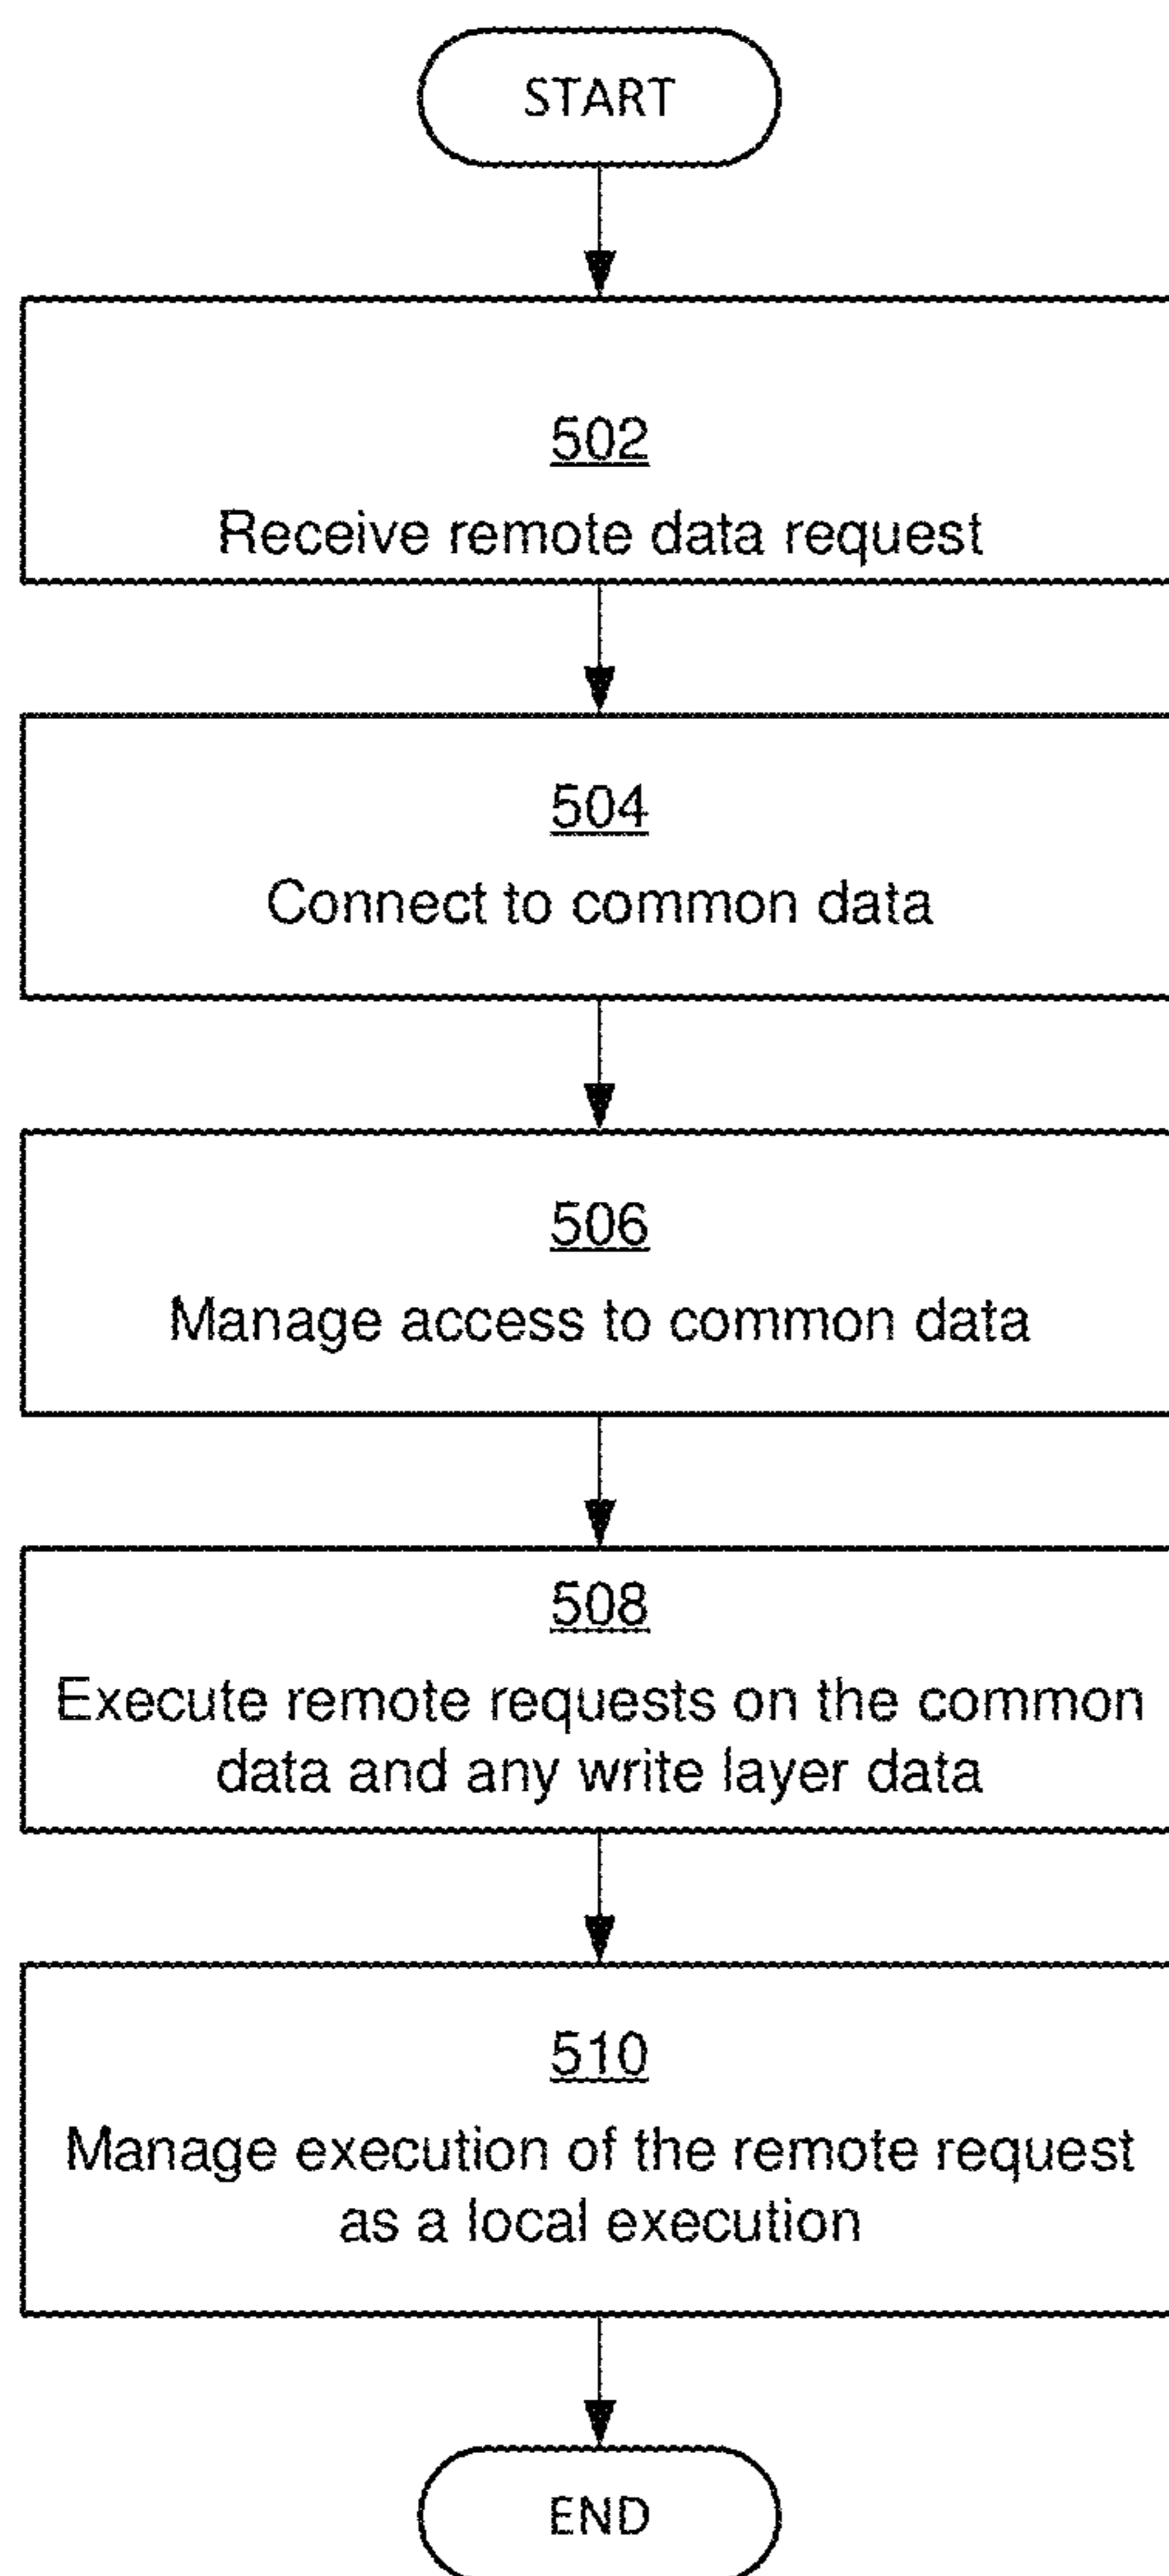 START
502
Receive remote data request
504
Connect to common data
506
Manage access to common data
508
Execute remote requests on the common
data and any write layer data
510
Manage execution of the remote request
as a local execution
END